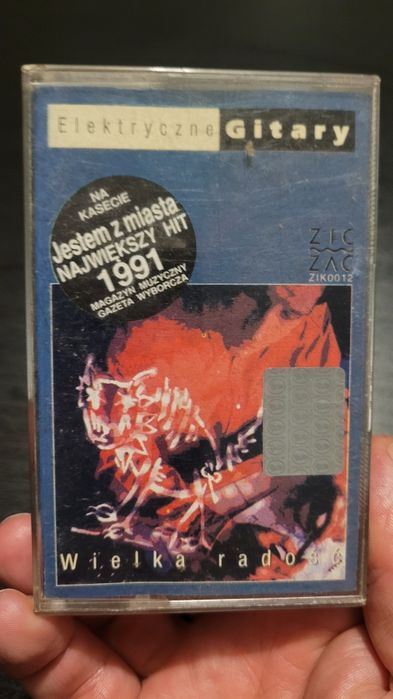 Elektryczne Gitary
NA
KASECIE
Jestem z miasta
NAJWIĘKSZY HIT
1991
MAGAZYN MUZYCZNY
GAZETA WYBORCZA
ZIC
ZAC
ZIK0012
Wielka radość